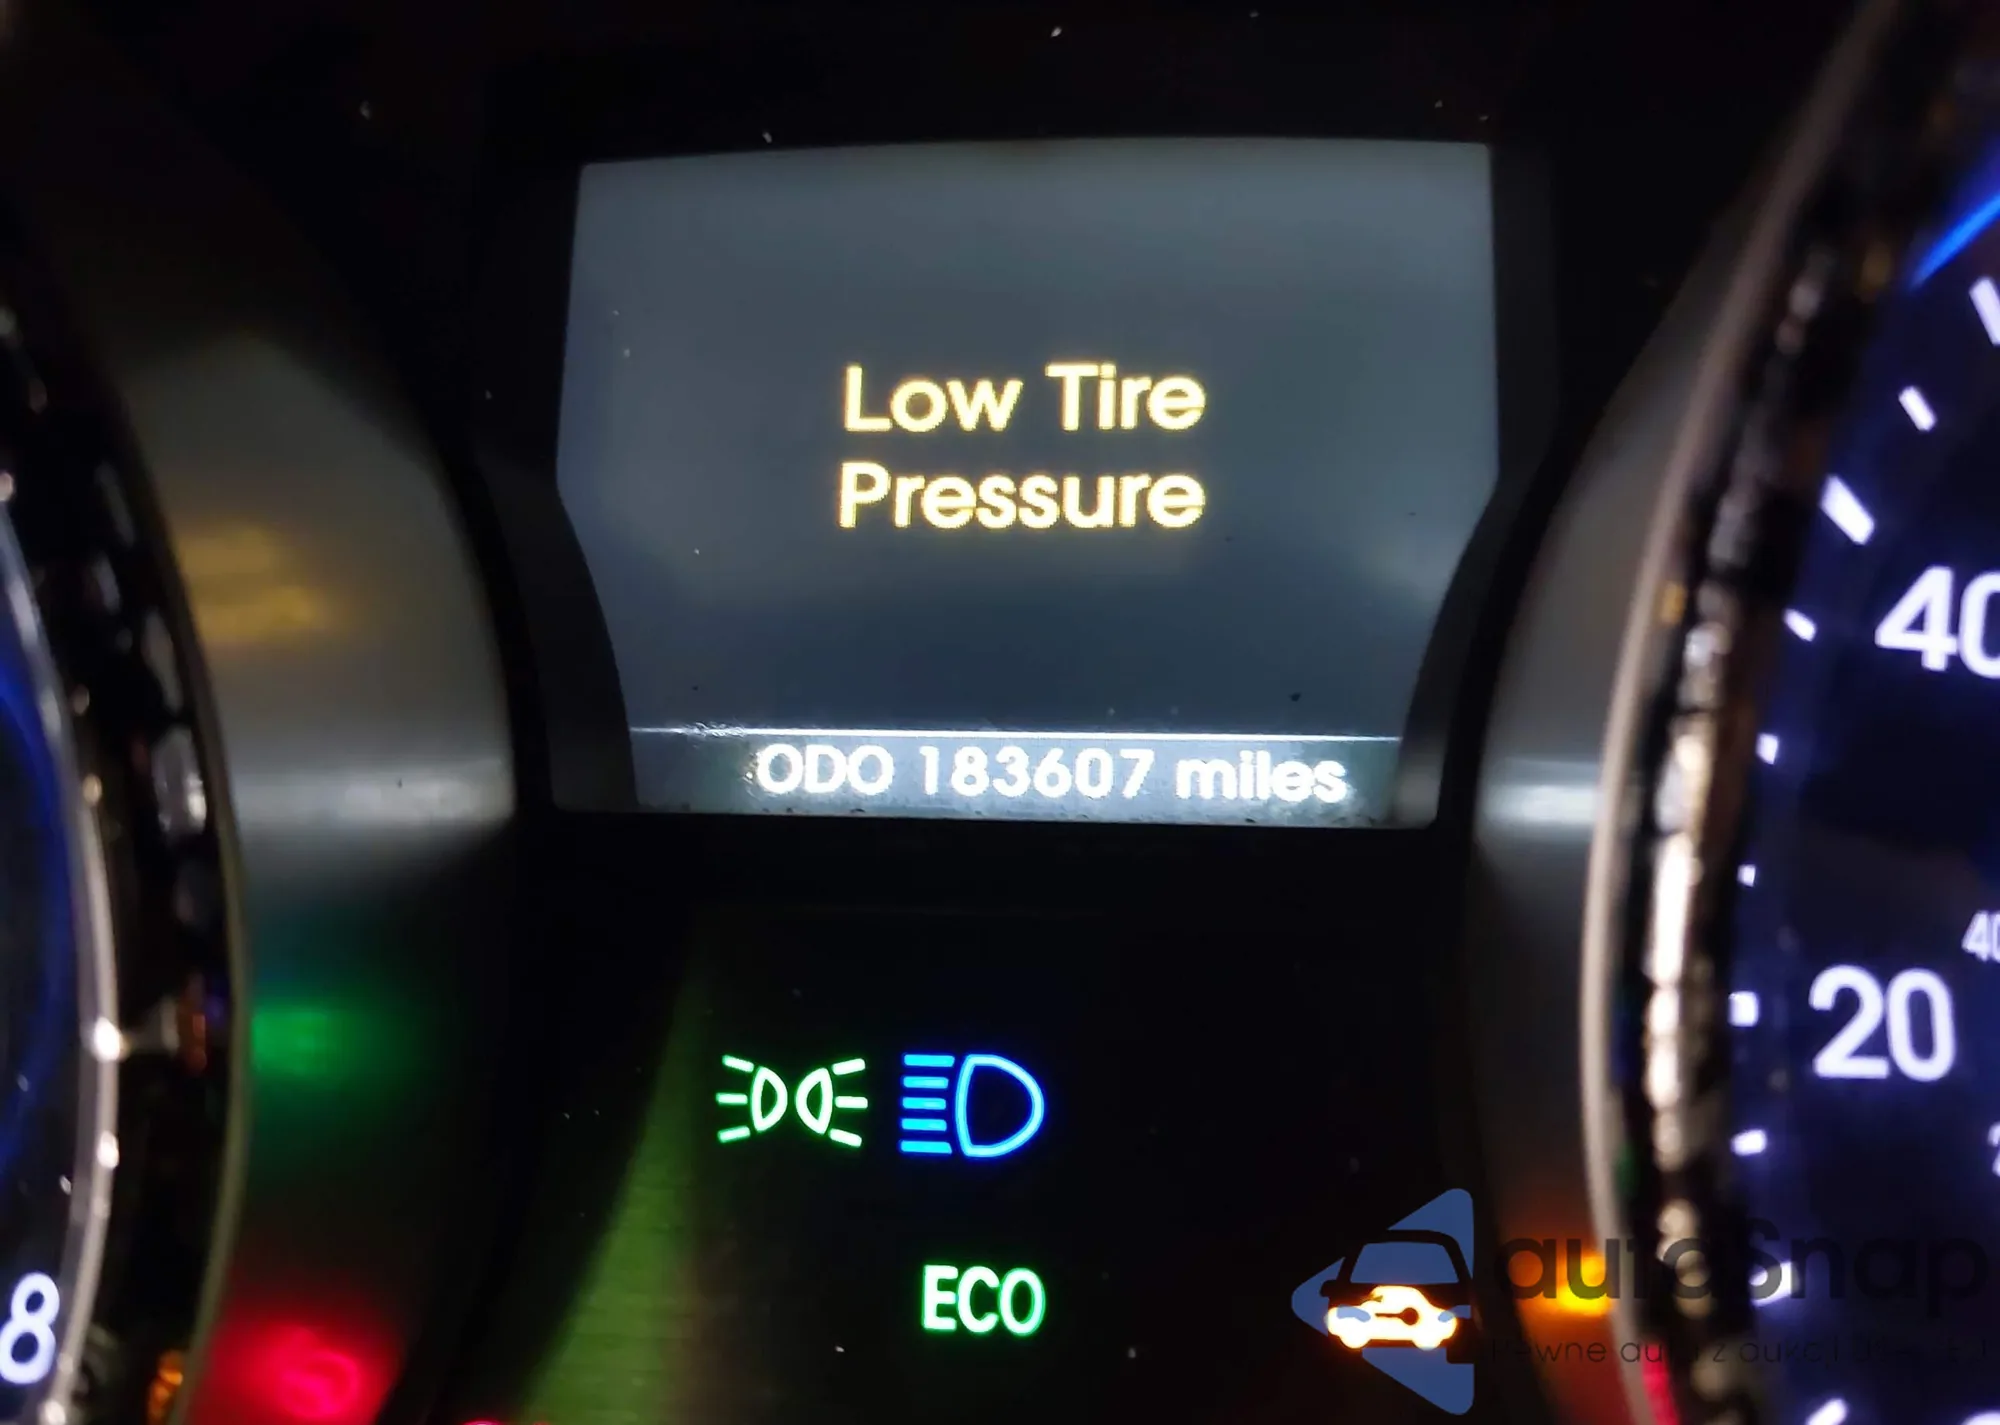 Low Tire
Pressure
ODO 183607 miles
40
20
8
ECO
autoSnap